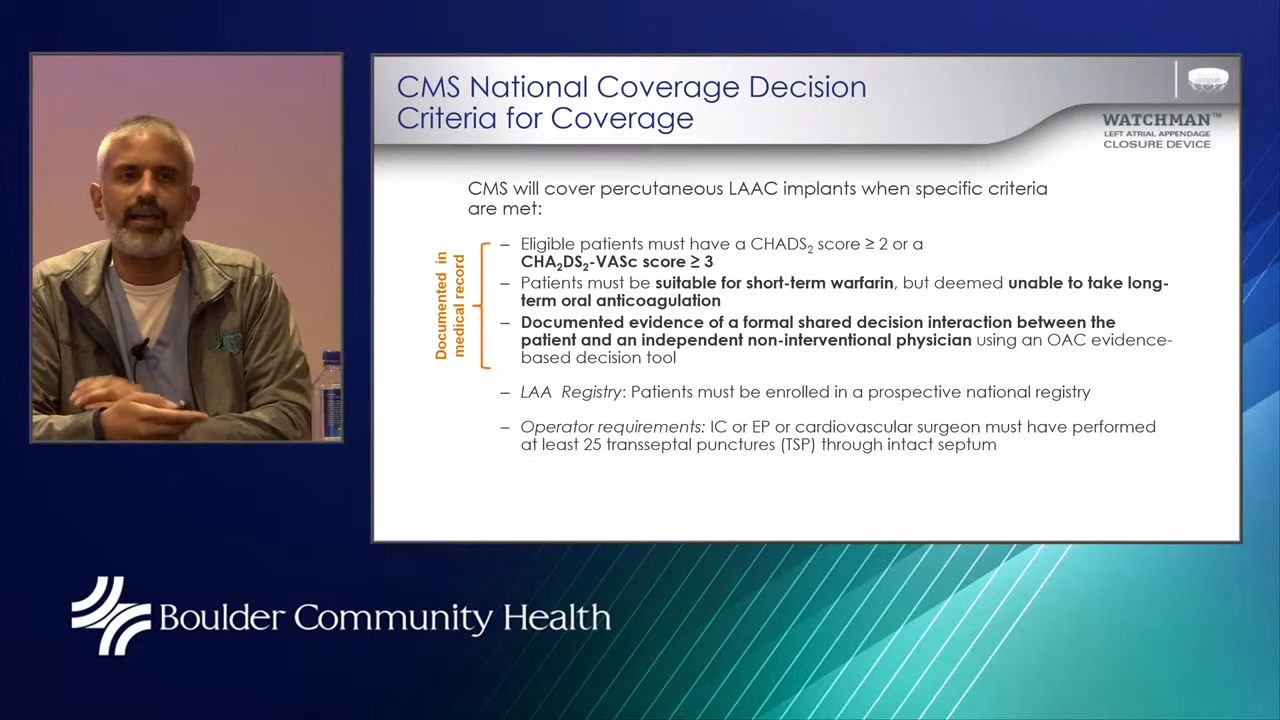 CMS National Coverage Decision
Criteria for Coverage
WATCHMAN™
LEFT ATRIAL APPENDAGE
CLOSURE DEVICE
CMS will cover percutaneous LAAC implants when specific criteria
are met:
Documented in
medical record
– Eligible patients must have a CHADS₂ score ≥ 2 or a
CHA₂DS₂-VASc score ≥ 3
– Patients must be suitable for short-term warfarin, but deemed unable to take long-
term oral anticoagulation
– Documented evidence of a formal shared decision interaction between the
patient and an independent non-interventional physician using an OAC evidence-
based decision tool
– LAA Registry: Patients must be enrolled in a prospective national registry
– Operator requirements: IC or EP or cardiovascular surgeon must have performed
at least 25 transseptal punctures (TSP) through intact septum
Boulder Community Health